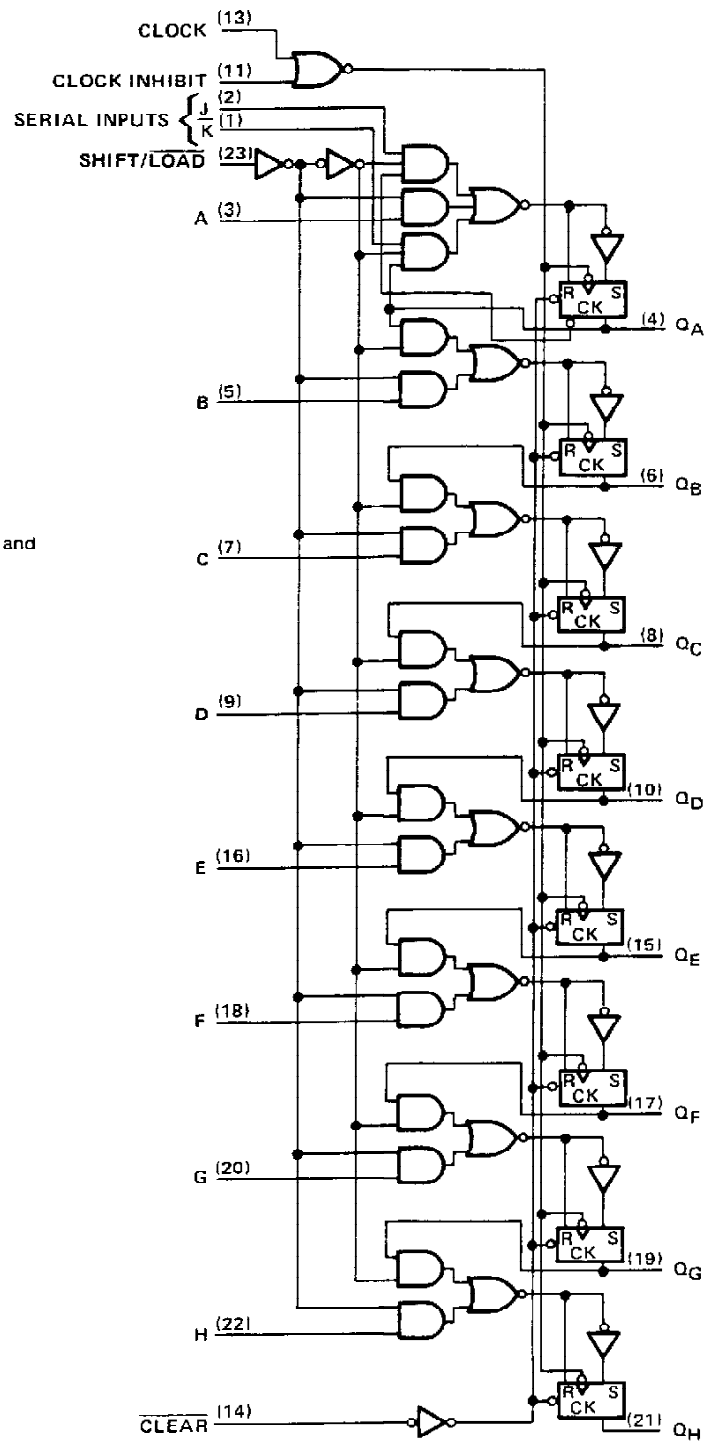 CLOCK (13)
CLOCK INHIBIT (11)
SERIAL INPUTS { J (2)
K̅ (1)
SHIFT/L̅O̅A̅D̅ (23)
A (3)
R S
CK
(4) QA
B (5)
R S
CK
(6) QB
and
C (7)
R S
CK
(8) QC
D (9)
R S
CK
(10) QD
E (16)
R S
CK
(15) QE
F (18)
R S
CK
(17) QF
G (20)
R S
CK
(19) QG
H (22)
R S
CK
C̅L̅E̅A̅R̅ (14)
(21) QH